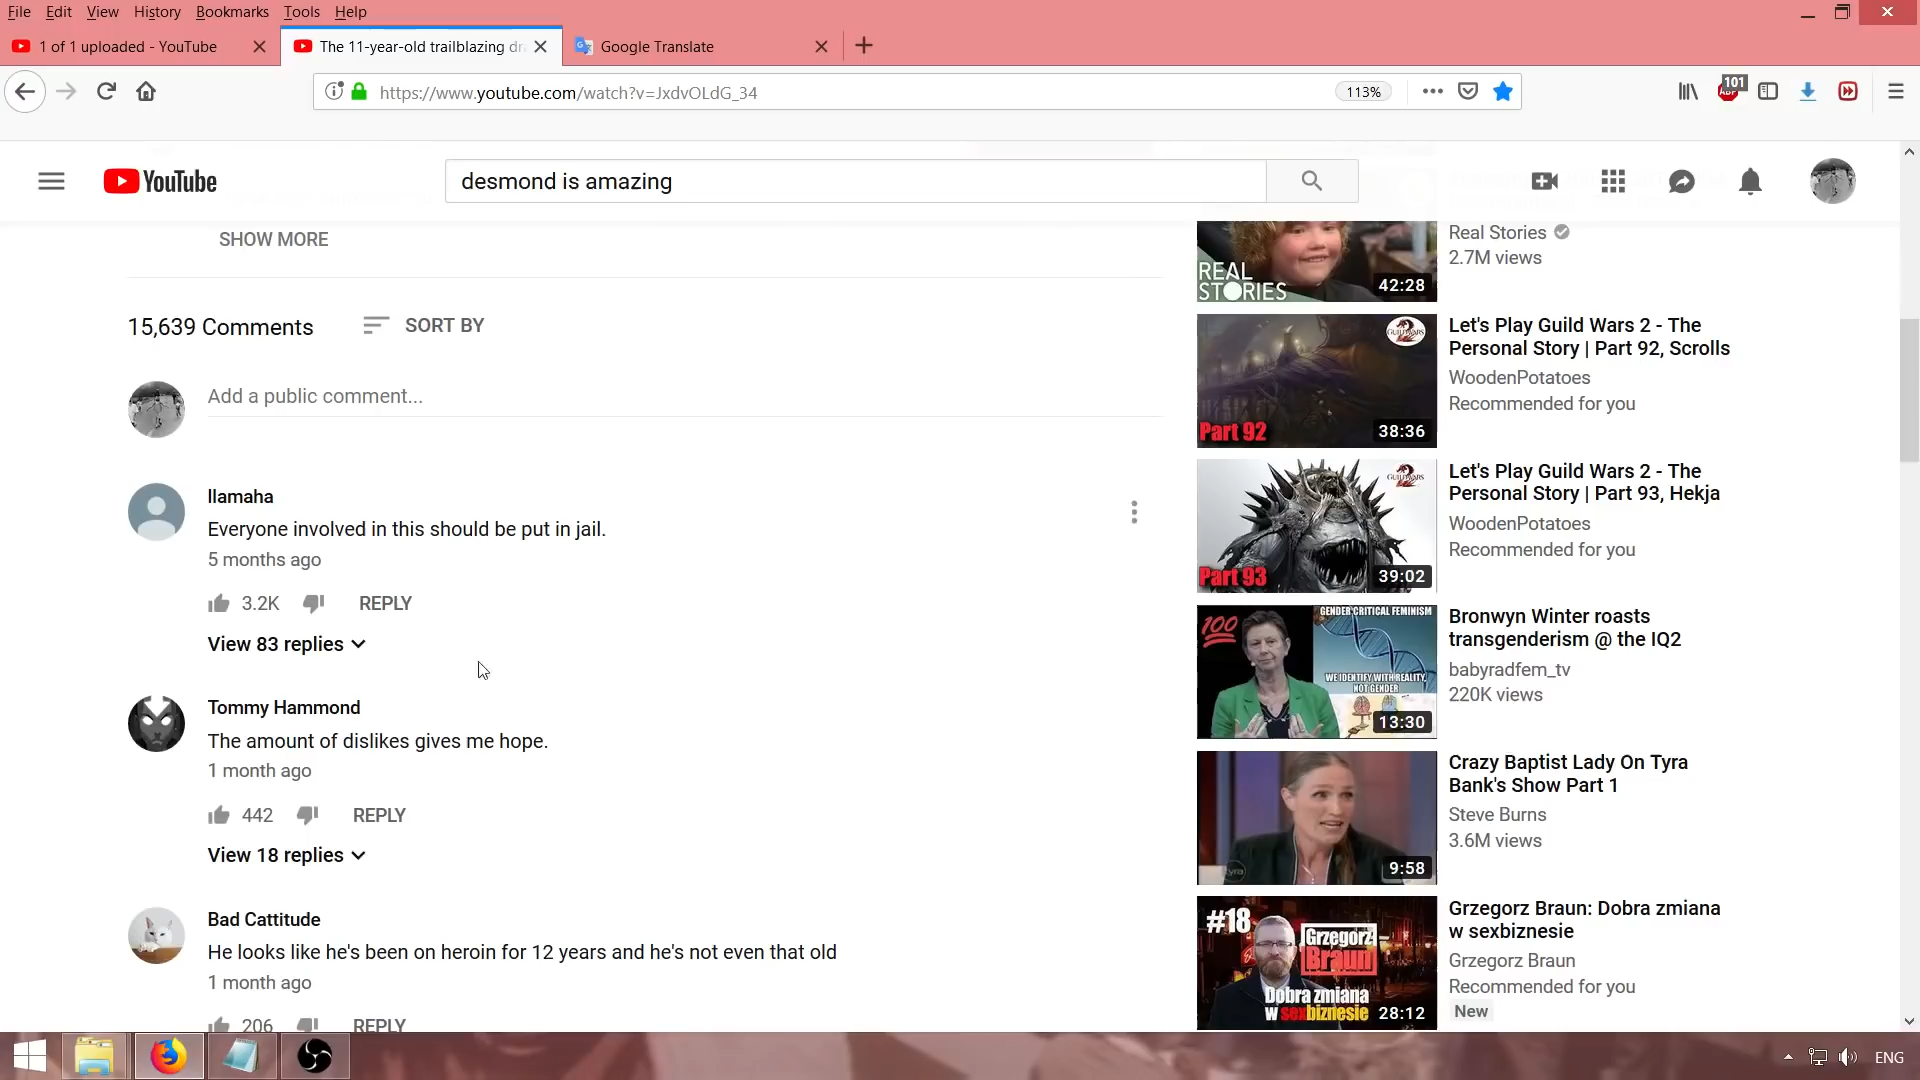 File Edit View History Bookmarks Tools Help
1 of 1 uploaded - YouTube
The 11-year-old trailblazing dr
Google Translate
https://www.youtube.com/watch?v=JxdvOLdG_34
113%
101
ABP
YouTube
desmond is amazing
SHOW MORE
15,639 Comments
SORT BY
Add a public comment...
llamaha
Everyone involved in this should be put in jail.
5 months ago
3.2K REPLY
View 83 replies
Tommy Hammond
The amount of dislikes gives me hope.
1 month ago
442 REPLY
View 18 replies
Bad Cattitude
He looks like he's been on heroin for 12 years and he's not even that old
1 month ago
206 REPLY
REAL
STORIES
42:28
Real Stories
2.7M views
GUILD WARS
Part 92
38:36
Let's Play Guild Wars 2 - The
Personal Story | Part 92, Scrolls
WoodenPotatoes
Recommended for you
GUILD WARS
Part 93
39:02
Let's Play Guild Wars 2 - The
Personal Story | Part 93, Hekja
WoodenPotatoes
Recommended for you
100
GENDER CRITICAL FEMINISM
WE IDENTIFY WITH REALITY,
NOT GENDER
13:30
Bronwyn Winter roasts
transgenderism @ the IQ2
babyradfem_tv
220K views
tyra
9:58
Crazy Baptist Lady On Tyra
Bank's Show Part 1
Steve Burns
3.6M views
#18
Grzegorz
Braun
Dobra zmiana
w sexbiznesie
28:12
Grzegorz Braun: Dobra zmiana
w sexbiznesie
Grzegorz Braun
Recommended for you
New
ENG